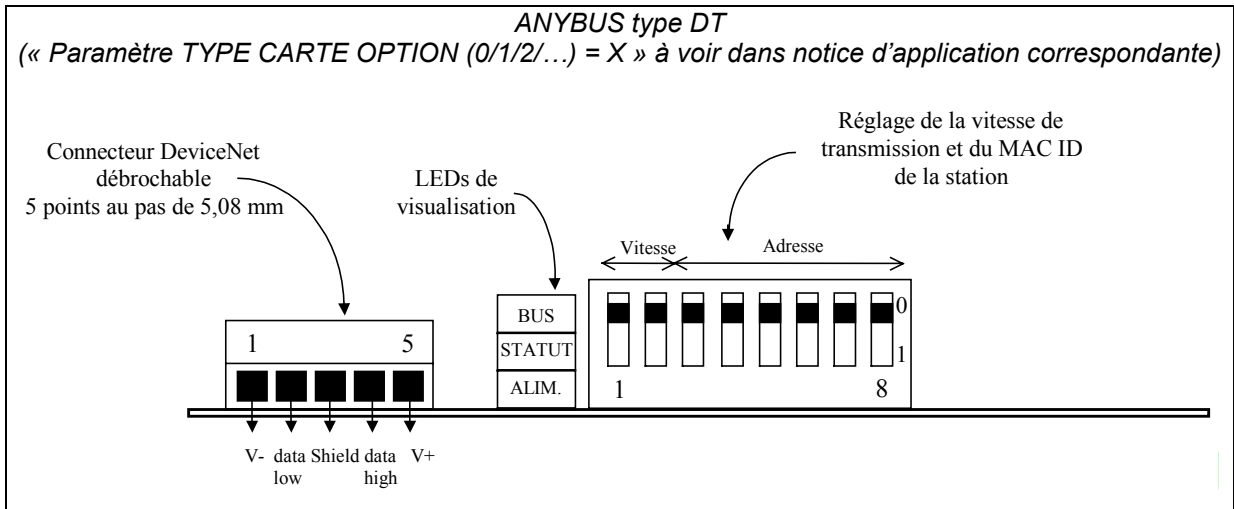 ANYBUS type DT
(« Paramètre TYPE CARTE OPTION (0/1/2/…) = X » à voir dans notice d’application correspondante)
Connecteur DeviceNet
débrochable
5 points au pas de 5,08 mm
LEDs de
visualisation
Réglage de la vitesse de
transmission et du MAC ID
de la station
Vitesse
Adresse
1 5
BUS
STATUT
ALIM.
0
1
1 8
V- data Shield data V+
low high